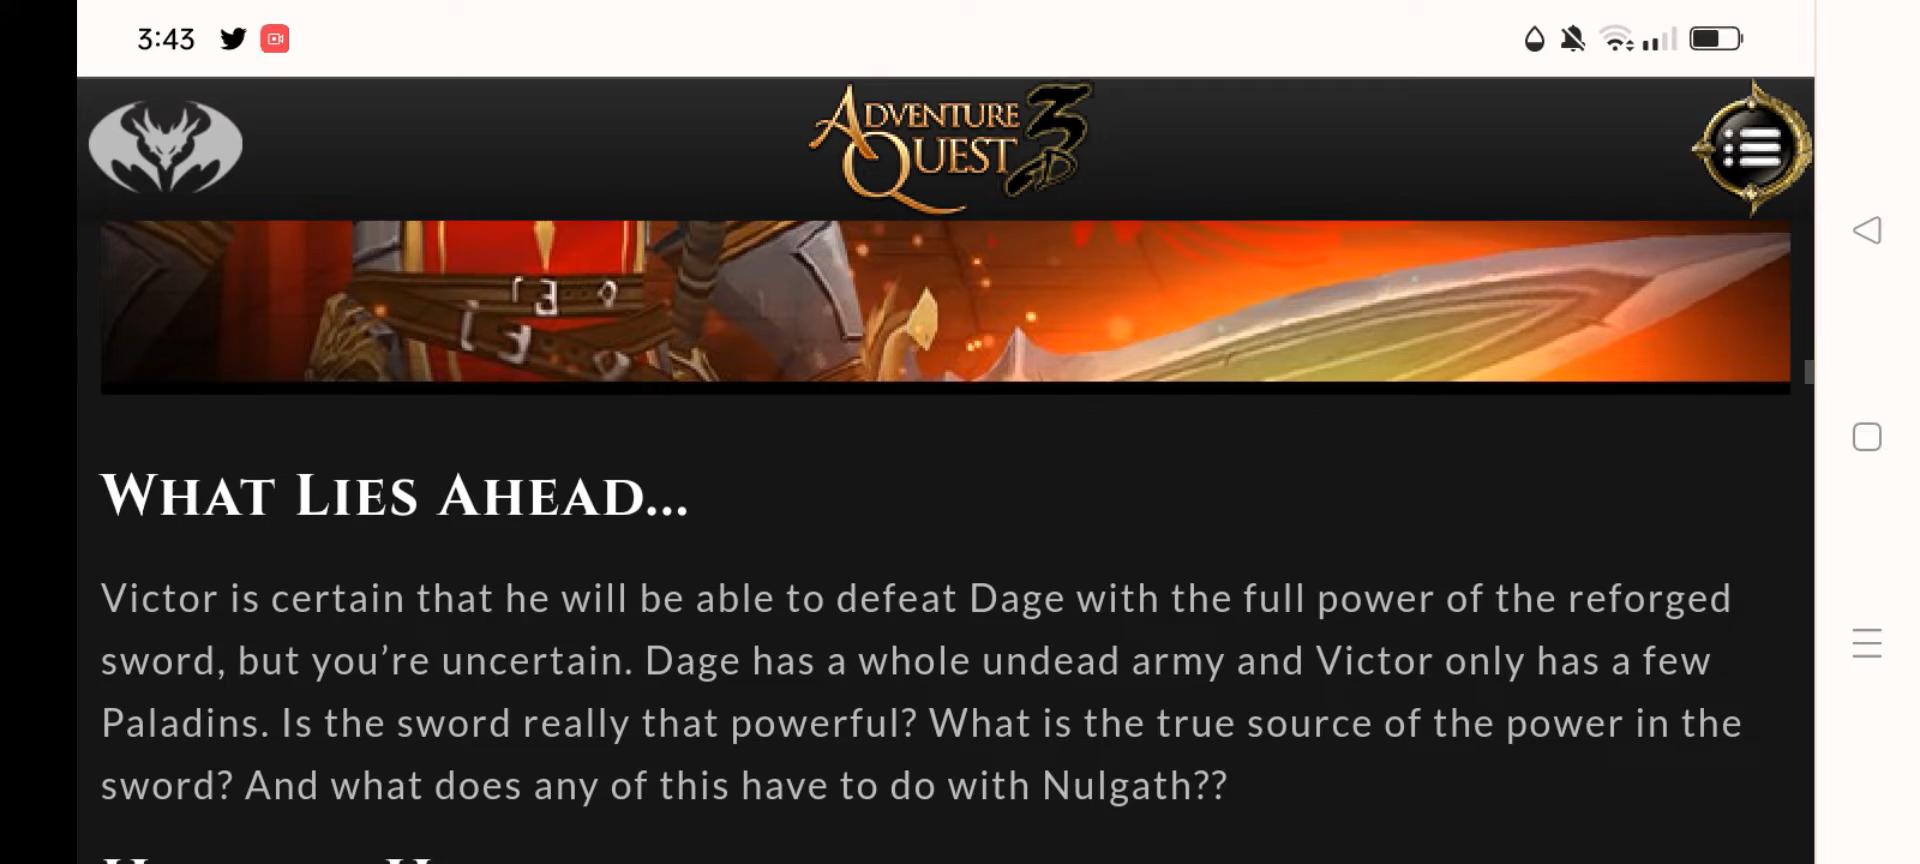 3:43
ADVENTURE 3D
QUEST
WHAT LIES AHEAD...
Victor is certain that he will be able to defeat Dage with the full power of the reforged
sword, but you’re uncertain. Dage has a whole undead army and Victor only has a few
Paladins. Is the sword really that powerful? What is the true source of the power in the
sword? And what does any of this have to do with Nulgath??